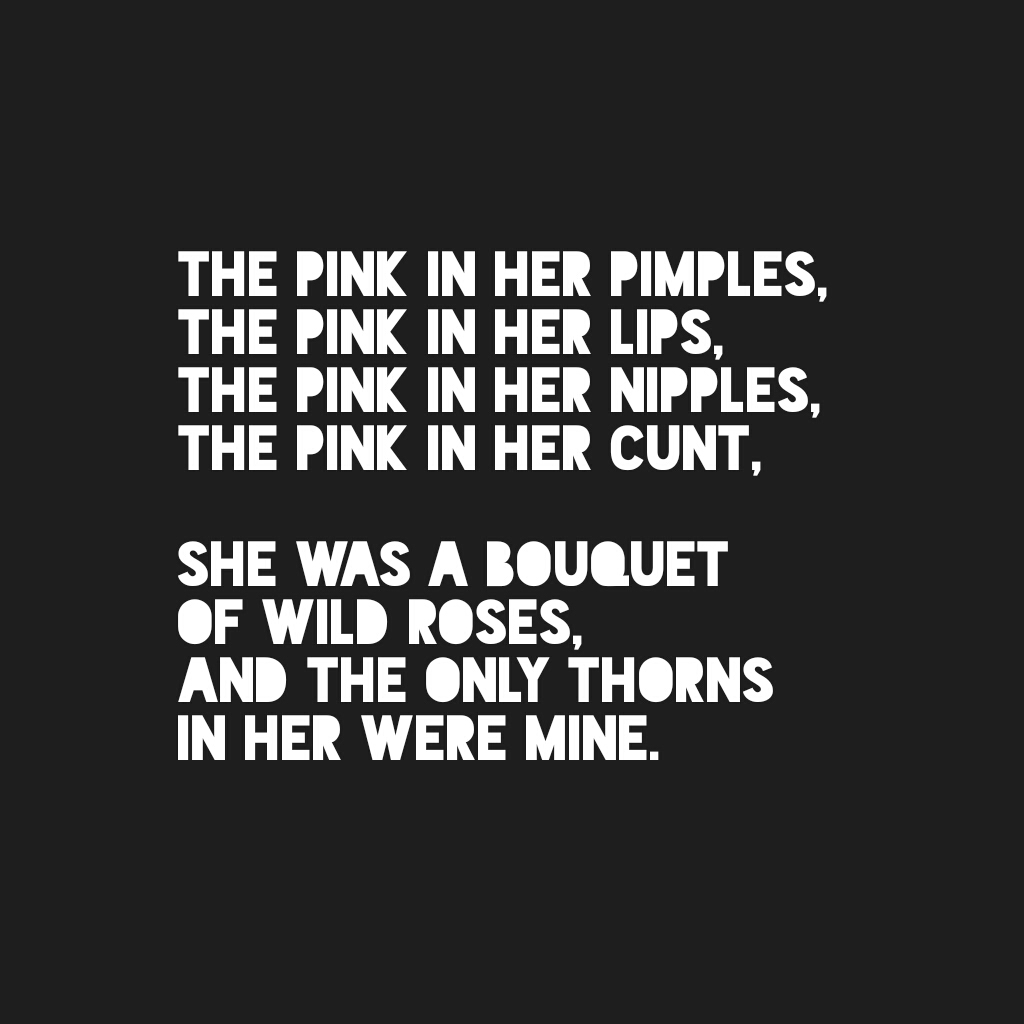 THE PINK IN HER PIMPLES,
THE PINK IN HER LIPS,
THE PINK IN HER NIPPLES,
THE PINK IN HER CUNT,
SHE WAS A BOUQUET
OF WILD ROSES,
AND THE ONLY THORNS
IN HER WERE MINE.